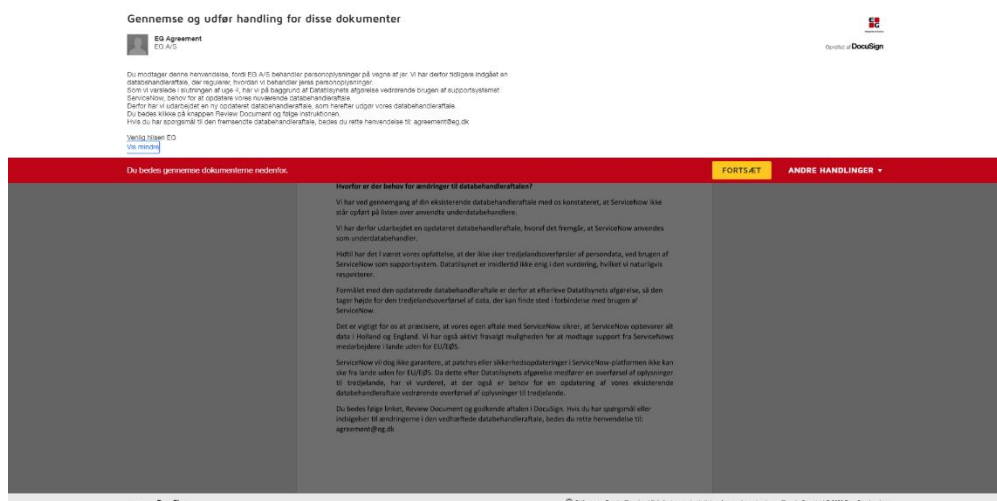 Gennemse og udfør handling for disse dokumenter
EG Agreement
EG A/S
DocuSign
Du modtager denne henvendelse, fordi EG A/S behandler personoplysninger på vegne af jer. Vi har derfor tidligere indgået en
databehandleraftale, der regulerer, hvordan vi behandler jeres personoplysninger.
Som vi varslede i slutningen af uge 4, har vi på baggrund af Datatilsynets afgørelse vedrørende brugen af supportsystemet
ServiceNow, behov for at opdatere vores nuværende databehandleraftale.
Derfor har vi udarbejdet en ny opdateret databehandleraftale, som herefter udgør vores databehandleraftale.
Du bedes klikke på knappen Review Document og følge instruktionen.
Hvis du har spørgsmål til den fremsendte databehandleraftale, bedes du rette henvendelse til: agreement@eg.dk
Venlig hilsen EG
Vis mindre
Du bedes gennemse dokumenterne nedenfor.
FORTSÆT
ANDRE HANDLINGER
Hvorfor er der behov for ændringer til databehandleraftalen?
Vi har ved gennemgang af din eksisterende databehandleraftale med os konstateret, at ServiceNow ikke
står opført på listen over anvendte underdatabehandlere.
Vi har derfor udarbejdet en opdateret databehandleraftale, hvoraf det fremgår, at ServiceNow anvendes
som underdatabehandler.
Hidtil har det i været vores opfattelse, at der ikke sker tredjelandsoverførsler af persondata, ved brugen af
ServiceNow som supportsystem. Datatilsynet er imidlertid ikke enig i den vurdering, hvilket vi naturligvis
respekterer.
Formålet med den opdaterede databehandleraftale er derfor at efterleve Datatilsynets afgørelse, så den
tager højde for den tredjelandsoverførsel af data, der kan finde sted i forbindelse med brugen af
ServiceNow.
Det er vigtigt for os at præcisere, at vores egen aftale med ServiceNow sikrer, at ServiceNow opbevarer alt
data i Holland og England. Vi har også aktivt fravalgt muligheden for at modtage support fra ServiceNows
medarbejdere i lande uden for EU/EØS.
ServiceNow vil dog ikke garantere, at patches eller sikkerhedsopdateringer i ServiceNow-platformen ikke kan
ske fra lande uden for EU/EØS. Da dette efter Datatilsynets afgørelse medfører en overførsel af oplysninger
til tredjelande, har vi vurderet, at der også er behov for en opdatering af vores eksisterende
databehandleraftale vedrørende overførsel af oplysninger til tredjelande.
Du bedes følge linket, Review Document og godkende aftalen i DocuSign. Hvis du har spørgsmål eller
indsigelser til ændringerne i den vedhæftede databehandleraftale, bedes du rette henvendelse til:
agreement@eg.dk